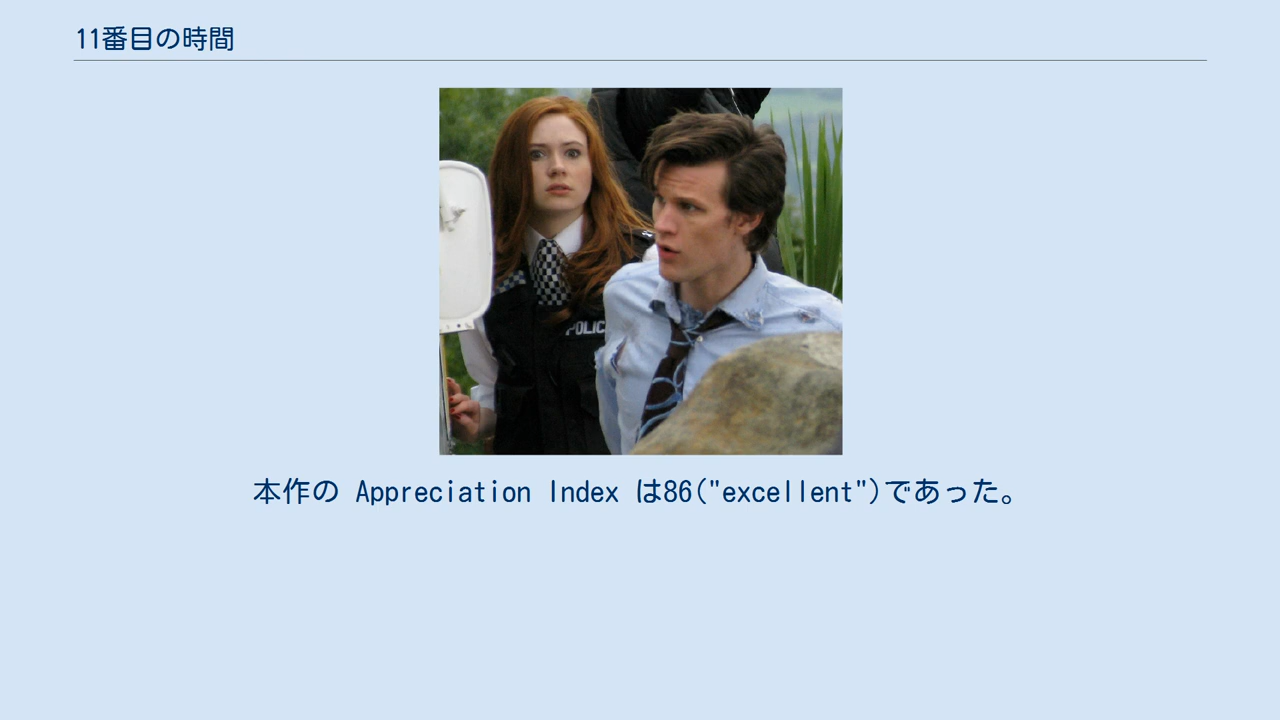 11番目の時間
POLIC
本作の Appreciation Index は86("excellent")であった。